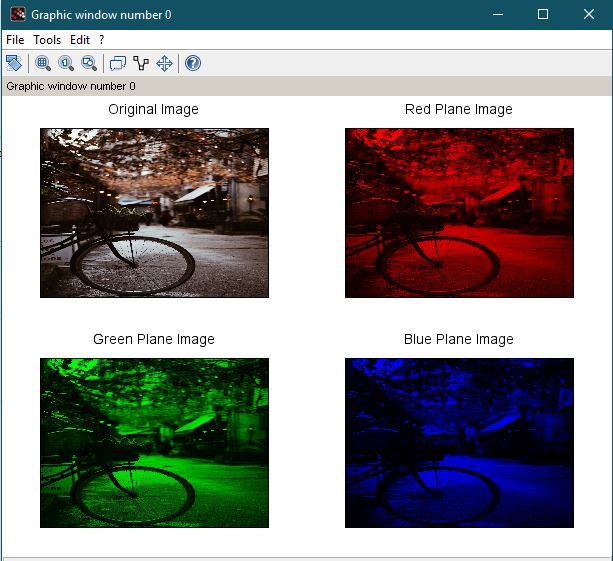 Graphic window number 0
File Tools Edit ?
Graphic window number 0
Original Image
Red Plane Image
Green Plane Image
Blue Plane Image